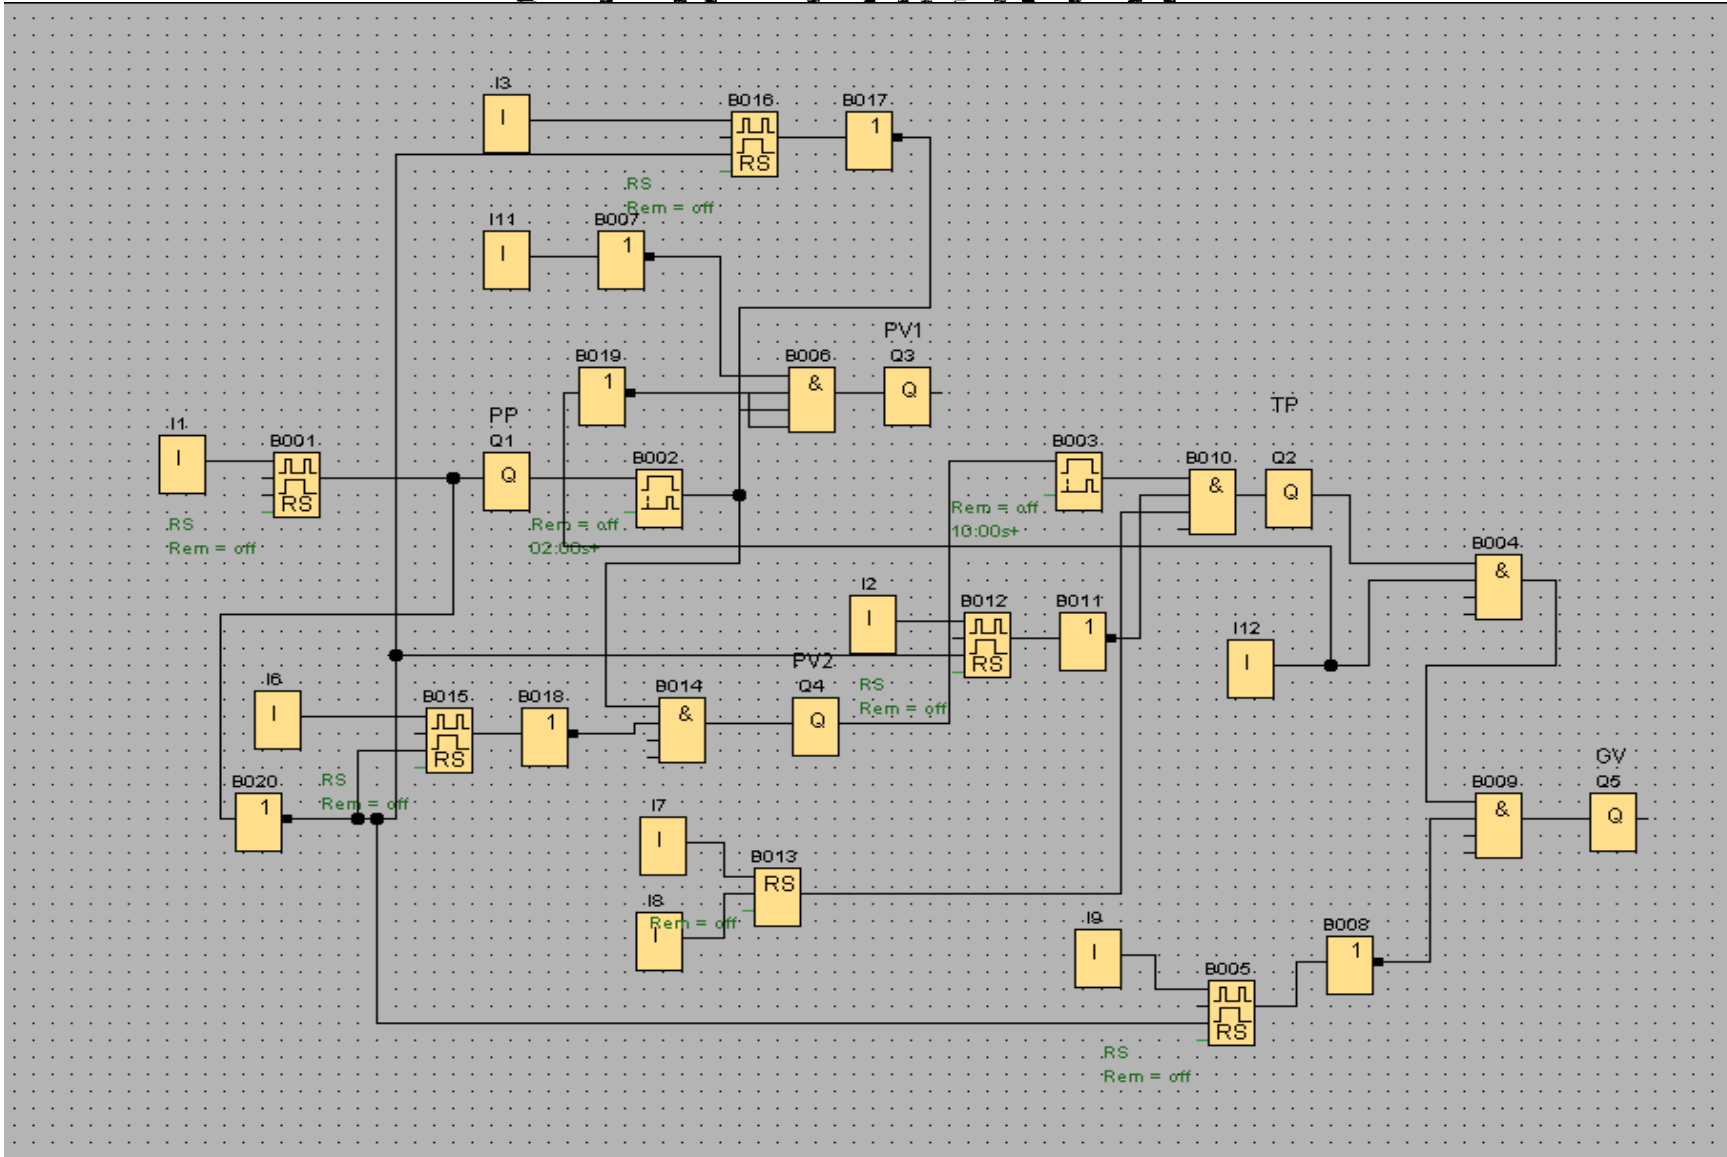 I3
I
B016
RS
B017
1
RS
Rem = off
I11
I
B007
1
PV1
B019
1
B006
&
Q3
Q
TP
I1
I
B001
RS
RS
Rem = off
PP
Q1
Q
B002
Rem = off
02:00s+
B003
Rem = off
10:00s+
B010
&
Q2
Q
B004
&
I2
I
B012
RS
RS
Rem = off
B011
1
I12
I
I6
I
B015
RS
RS
Rem = off
B018
1
B014
&
PV2
Q4
Q
B020
1
I7
I
B013
RS
Rem = off
I8
I
GV
B009
&
Q5
Q
I9
I
B005
RS
RS
Rem = off
B008
1